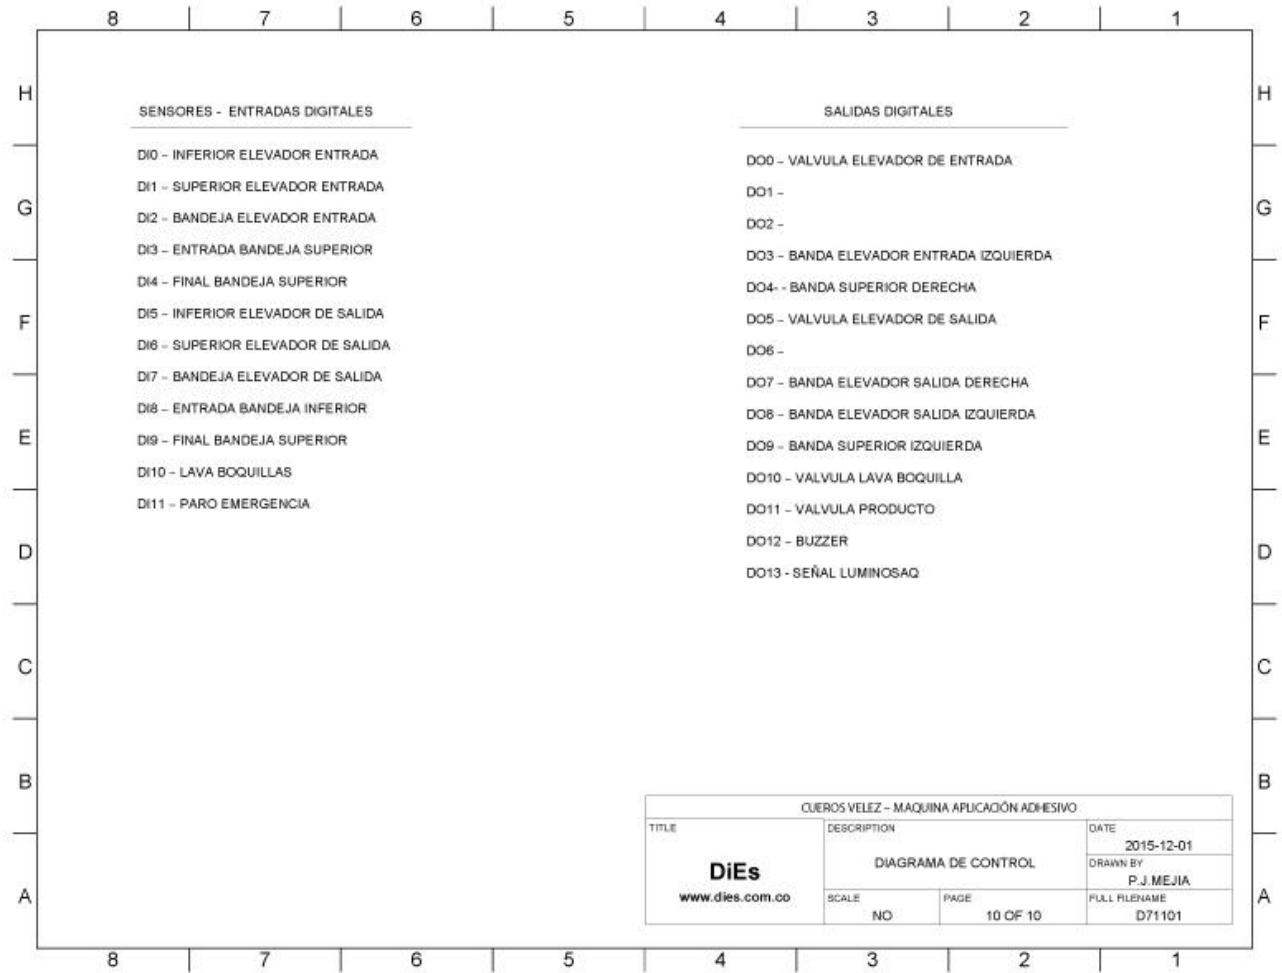 8 7 6 5 4 3 2 1
H H
SENSORES - ENTRADAS DIGITALES
DI0 – INFERIOR ELEVADOR ENTRADA
DI1 – SUPERIOR ELEVADOR ENTRADA
DI2 – BANDEJA ELEVADOR ENTRADA
DI3 – ENTRADA BANDEJA SUPERIOR
DI4 – FINAL BANDEJA SUPERIOR
DI5 – INFERIOR ELEVADOR DE SALIDA
DI6 – SUPERIOR ELEVADOR DE SALIDA
DI7 – BANDEJA ELEVADOR DE SALIDA
DI8 – ENTRADA BANDEJA INFERIOR
DI9 – FINAL BANDEJA SUPERIOR
DI10 – LAVA BOQUILLAS
DI11 – PARO EMERGENCIA
SALIDAS DIGITALES
DO0 – VALVULA ELEVADOR DE ENTRADA
DO1 –
DO2 –
DO3 – BANDA ELEVADOR ENTRADA IZQUIERDA
DO4- - BANDA SUPERIOR DERECHA
DO5 – VALVULA ELEVADOR DE SALIDA
DO6 –
DO7 – BANDA ELEVADOR SALIDA DERECHA
DO8 – BANDA ELEVADOR SALIDA IZQUIERDA
DO9 – BANDA SUPERIOR IZQUIERDA
DO10 – VALVULA LAVA BOQUILLA
DO11 – VALVULA PRODUCTO
DO12 – BUZZER
DO13 - SEÑAL LUMINOSAQ
G G
F F
E E
D D
C C
B B
A A
CUEROS VELEZ – MAQUINA APLICACIÓN ADHESIVO
TITLE
DiEs
www.dies.com.co
DESCRIPTION
DIAGRAMA DE CONTROL
DATE
2015-12-01
DRAWN BY
P.J.MEJIA
SCALE
NO
PAGE
10 OF 10
FULL FILENAME
D71101
8 7 6 5 4 3 2 1